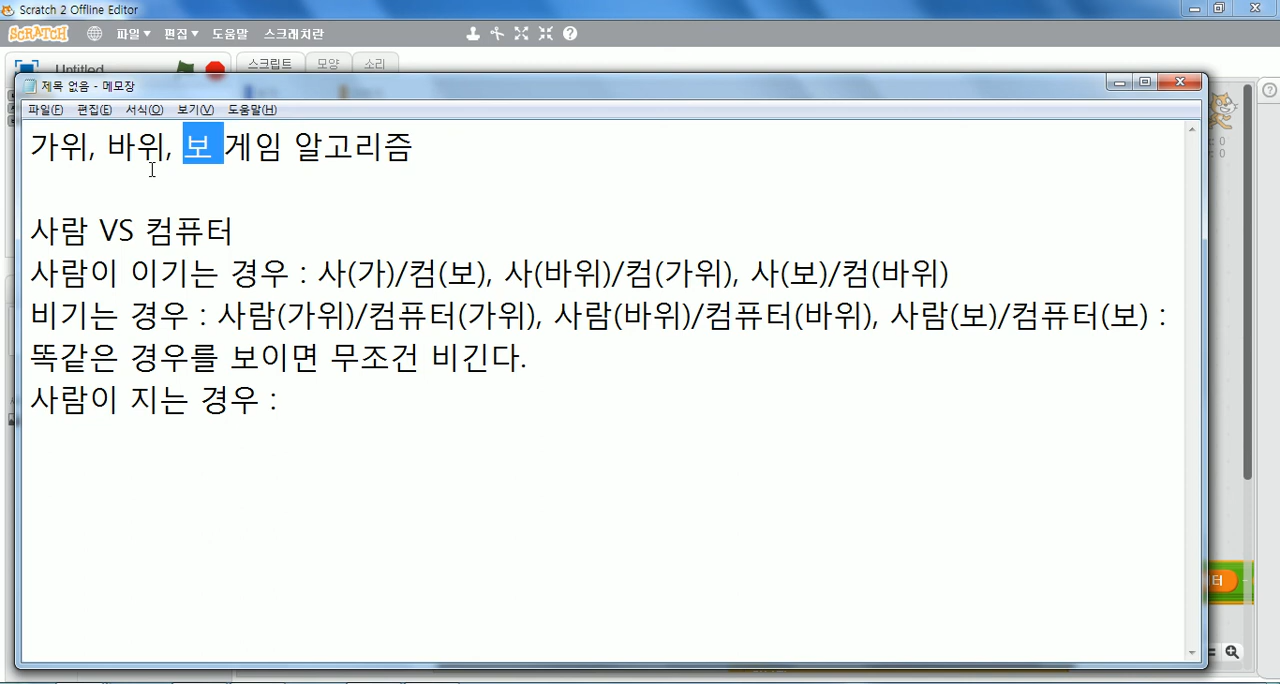 Scratch 2 Offline Editor
SCRATCH 파일 편집 도움말 스크래치란
Untitled 스크립트 모양 소리
제목 없음 - 메모장
파일(F) 편집(E) 서식(O) 보기(V) 도움말(H)
가위, 바위, 보 게임 알고리즘
사람 VS 컴퓨터
사람이 이기는 경우 : 사(가)/컴(보), 사(바위)/컴(가위), 사(보)/컴(바위)
비기는 경우 : 사람(가위)/컴퓨터(가위), 사람(바위)/컴퓨터(바위), 사람(보)/컴퓨터(보) :
똑같은 경우를 보이면 무조건 비긴다.
사람이 지는 경우 :
터